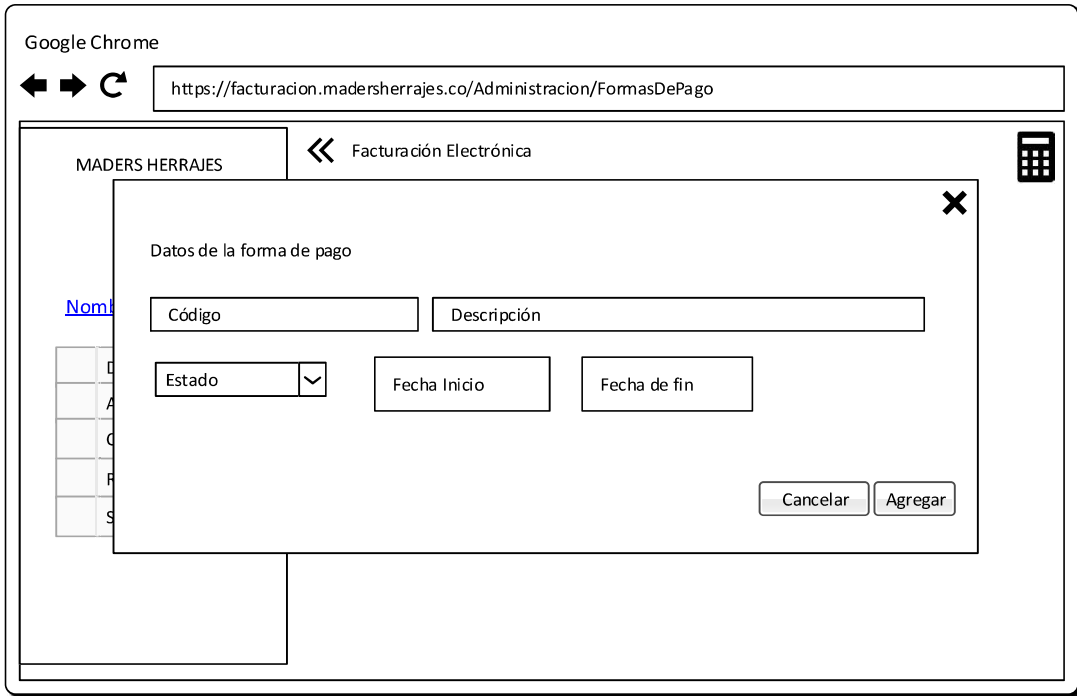 Google Chrome
https://facturacion.madersherrajes.co/Administracion/FormasDePago
MADERS HERRAJES
Facturación Electrónica
Datos de la forma de pago
Código
Descripción
Estado
Fecha Inicio
Fecha de fin
Cancelar
Agregar